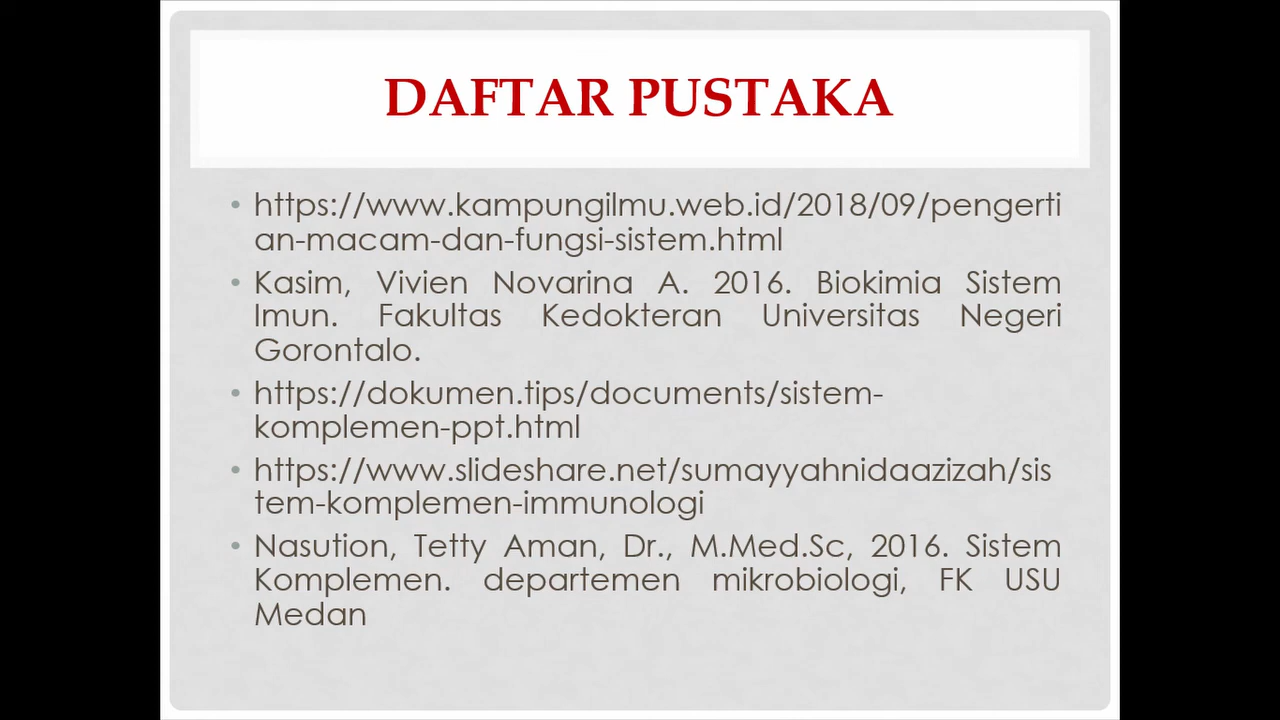 DAFTAR PUSTAKA
• https://www.kampungilmu.web.id/2018/09/pengerti
an-macam-dan-fungsi-sistem.html
• Kasim, Vivien Novarina A. 2016. Biokimia Sistem
Imun. Fakultas Kedokteran Universitas Negeri
Gorontalo.
• https://dokumen.tips/documents/sistem-
komplemen-ppt.html
• https://www.slideshare.net/sumayyahnidaazizah/sis
tem-komplemen-immunologi
• Nasution, Tetty Aman, Dr., M.Med.Sc, 2016. Sistem
Komplemen. departemen mikrobiologi, FK USU
Medan